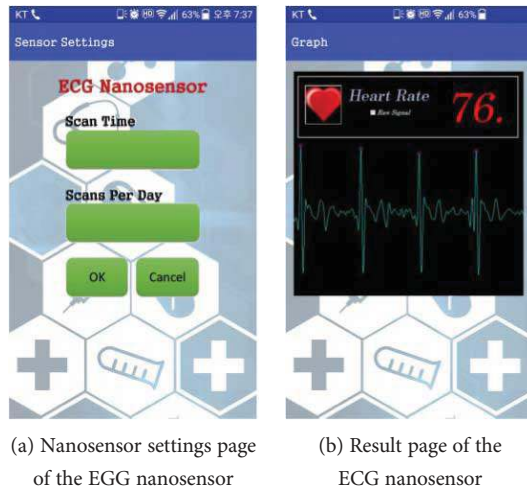 KT 63% 오후 7:37
Sensor Settings
ECG Nanosensor
Scan Time
Scans Per Day
OK Cancel
(a) Nanosensor settings page
of the EGG nanosensor
KT 63%
Graph
Heart Rate 76.
Raw Signal
(b) Result page of the
ECG nanosensor